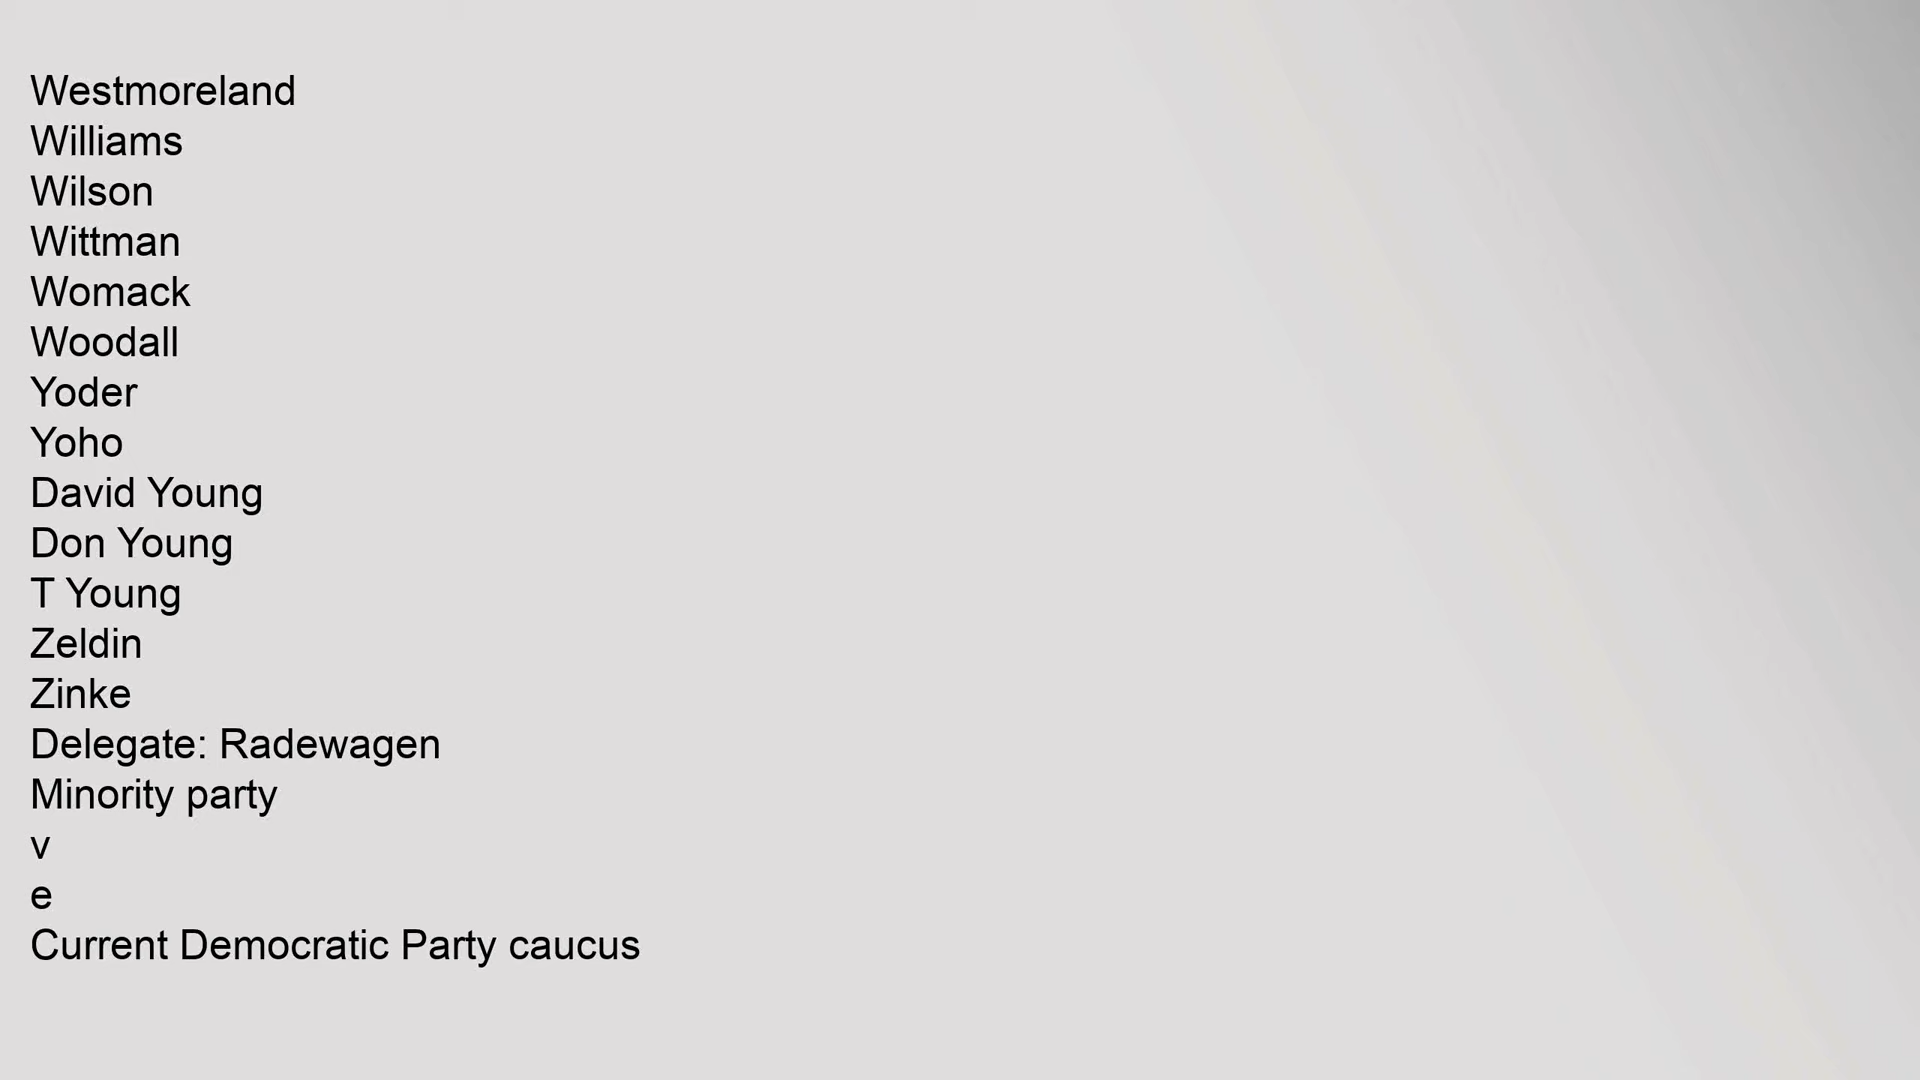 Westmoreland
Williams
Wilson
Wittman
Womack
Woodall
Yoder
Yoho
David Young
Don Young
T Young
Zeldin
Zinke
Delegate: Radewagen
Minority party
v
e
Current Democratic Party caucus